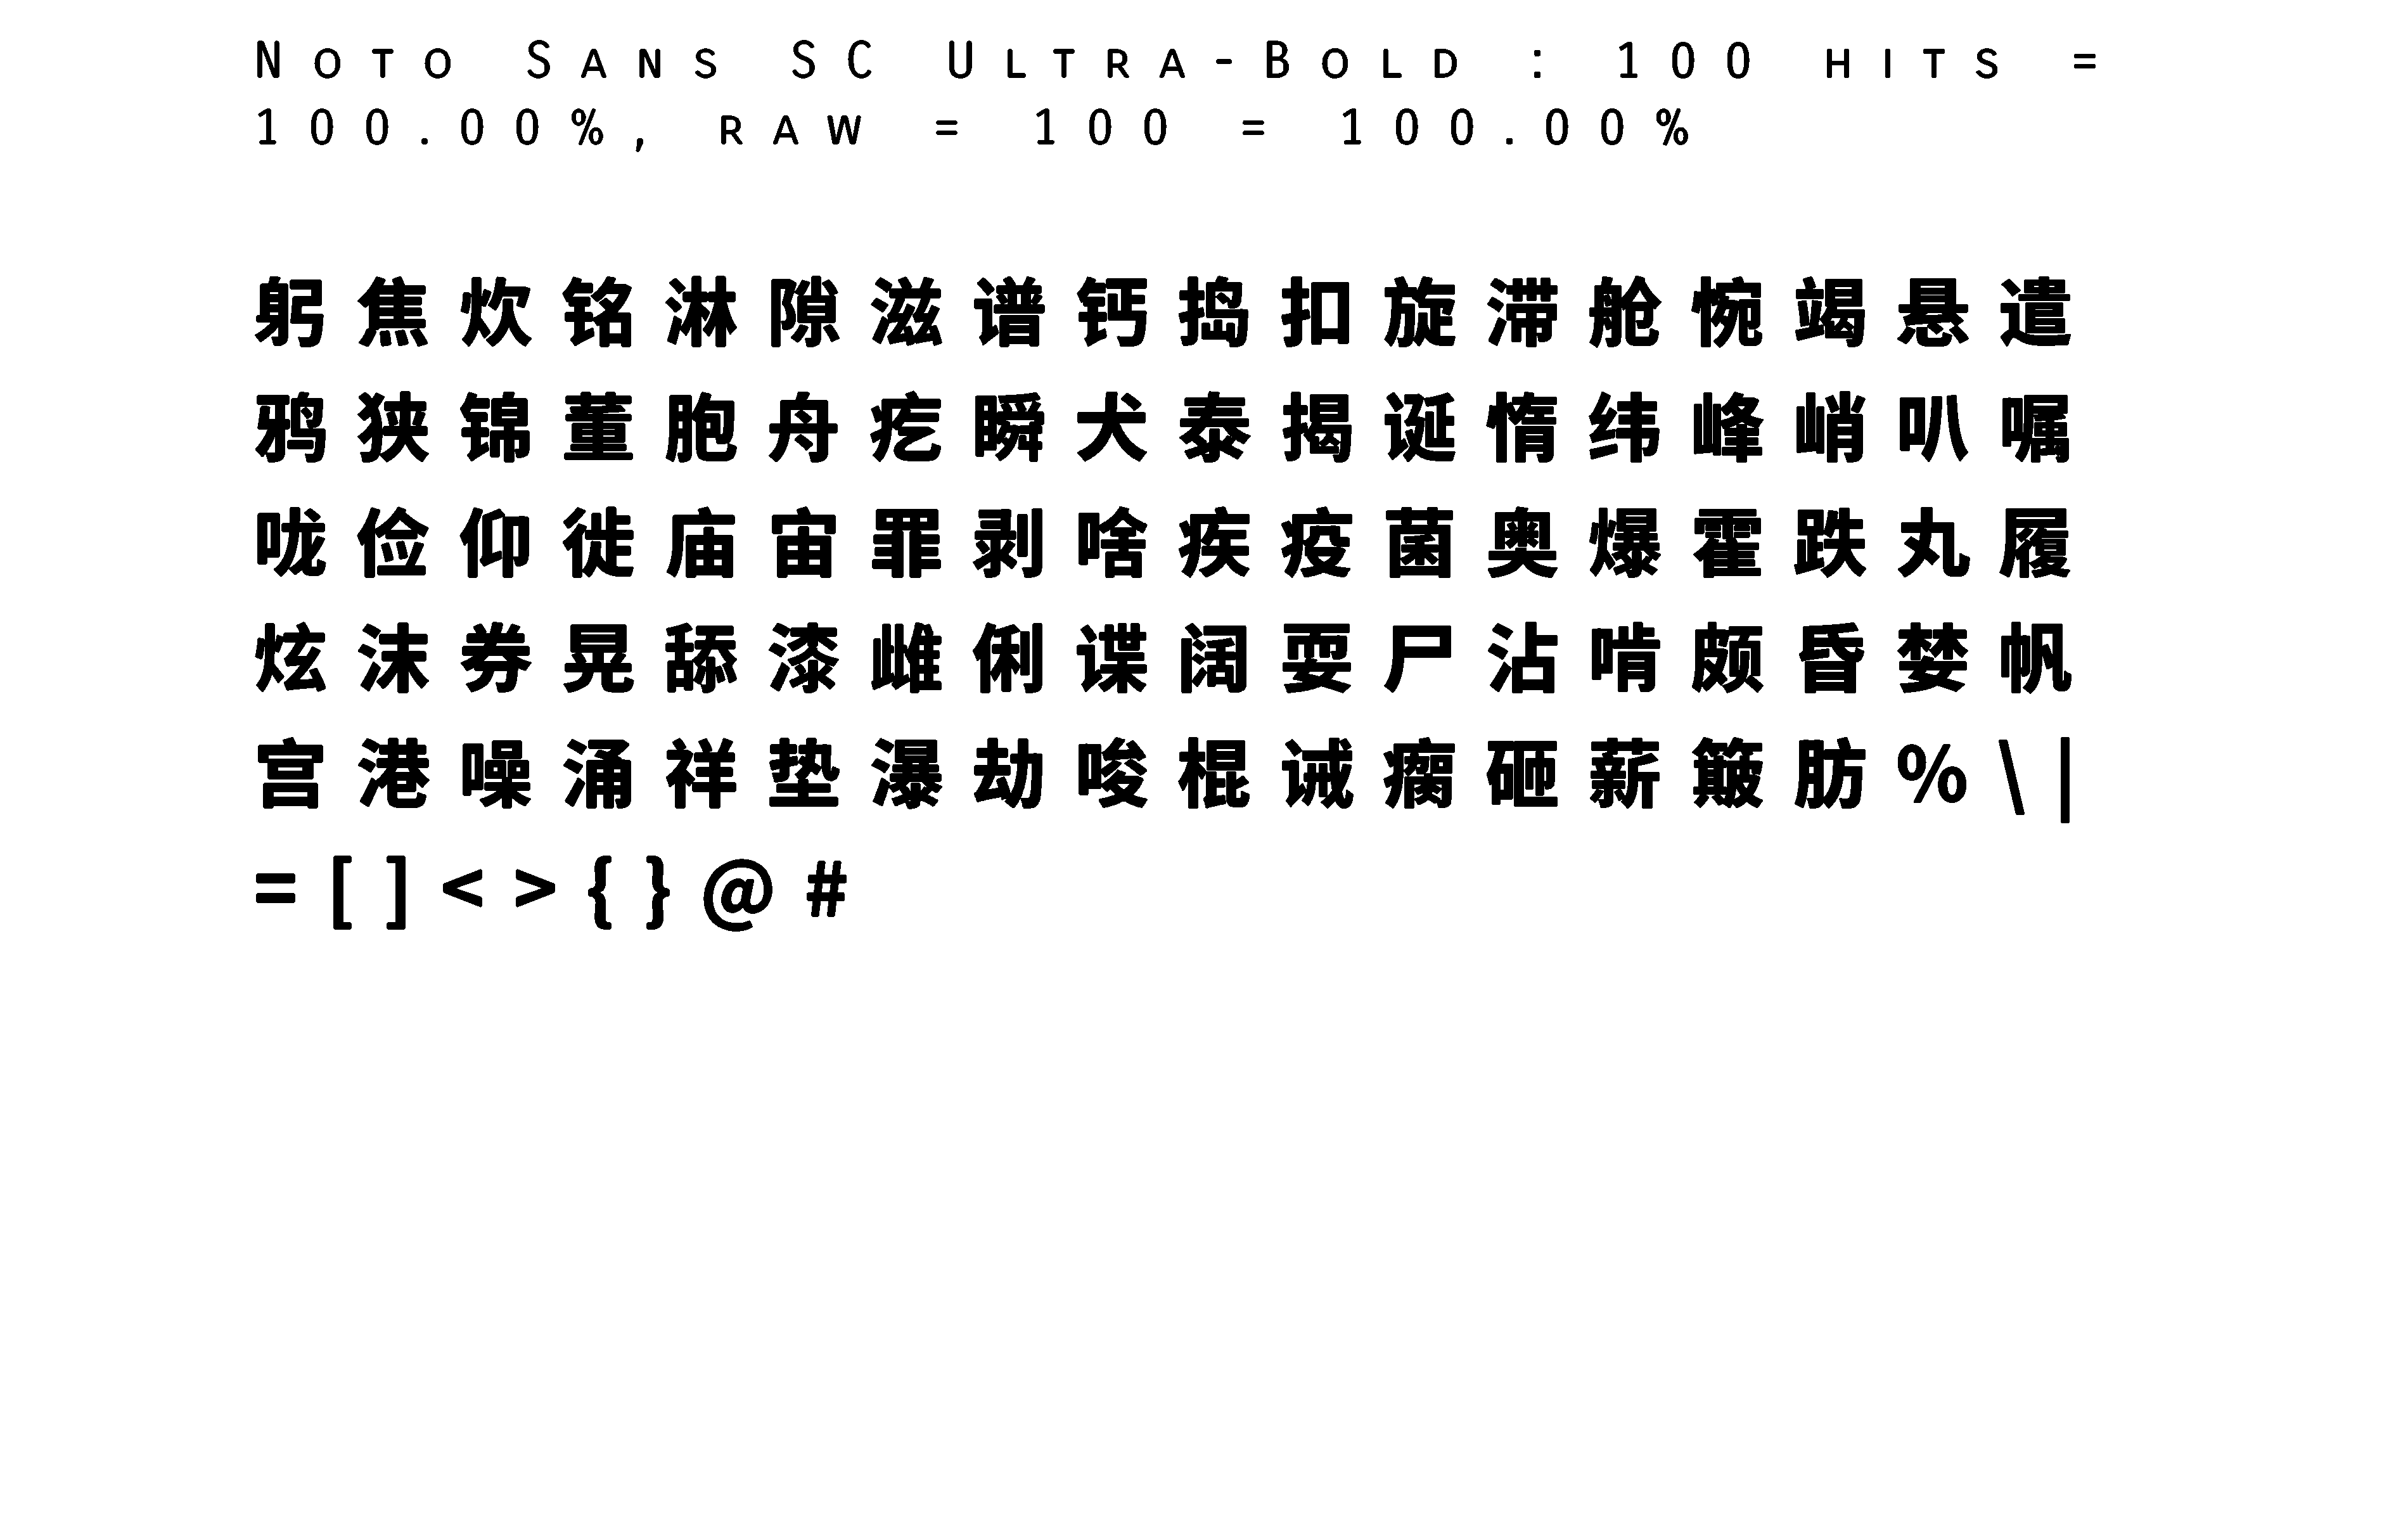 Noto Sans SC Ultra-Bold : 100 hits =
100.00%, raw = 100 = 100.00%
躬焦炊铭淋隙滋谱钙捣扣旋滞舱惋竭悬遣
鸦狭锦董胞舟疙瞬犬泰揭诞惰纬峰峭叭嘱
咙俭仰徙庙宙罪剥啥疾疫菌奥爆霍跌丸履
炫沫券晃舔漆雌俐谍阔耍尸沾啃颇昏婪帆
宫港噪涌祥垫瀑劫唆棍诫瘸砸薪簸肪%\|
=[]<>{}@#